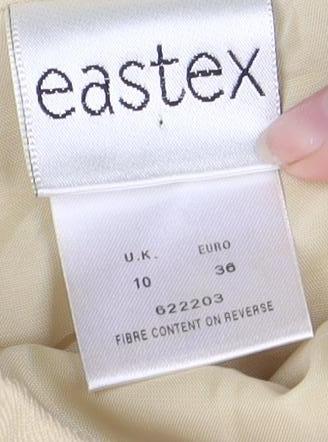 eastex
U.K. EURO
10 36
622203
FIBRE CONTENT ON REVERSE